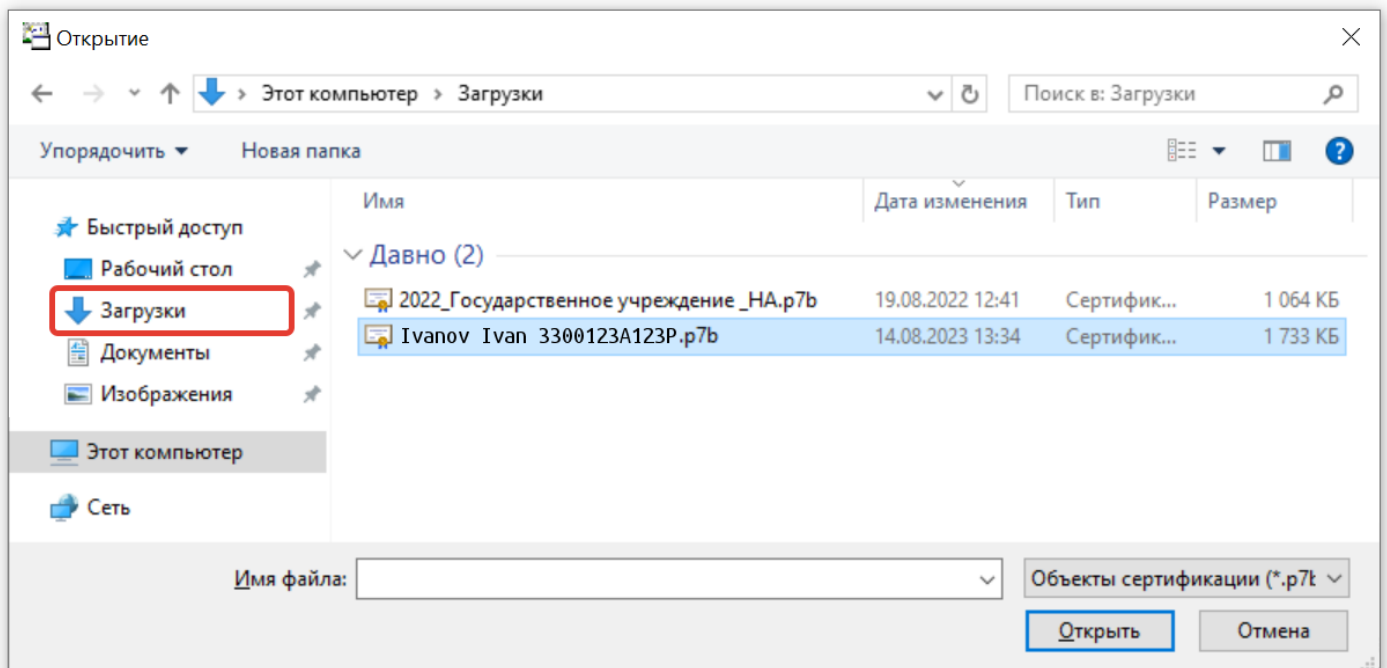 Открытие
Этот компьютер > Загрузки
Поиск в: Загрузки
Упорядочить
Новая папка
Имя
Дата изменения
Тип
Размер
Быстрый доступ
Рабочий стол
Загрузки
Документы
Изображения
Этот компьютер
Сеть
Давно (2)
2022_Государственное учреждение _НА.p7b 19.08.2022 12:41 Сертифик... 1 064 КБ
Ivanov Ivan 3300123A123P.p7b 14.08.2023 13:34 Сертифик... 1 733 КБ
Имя файла:
Объекты сертификации (*.p7b
Открыть
Отмена